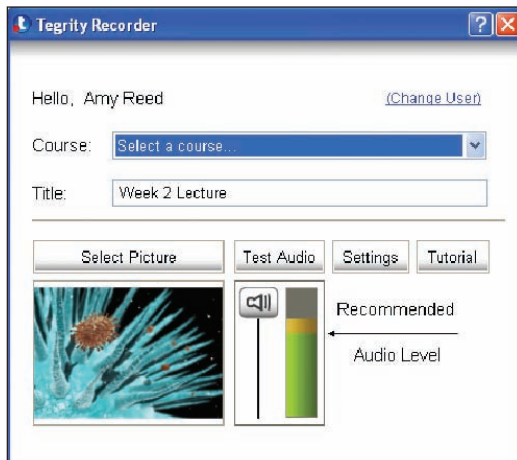 Tegrity Recorder
Hello, Amy Reed
(Change User)
Course:
Select a course...
Title:
Week 2 Lecture
Select Picture
Test Audio
Settings
Tutorial
Recommended
Audio Level